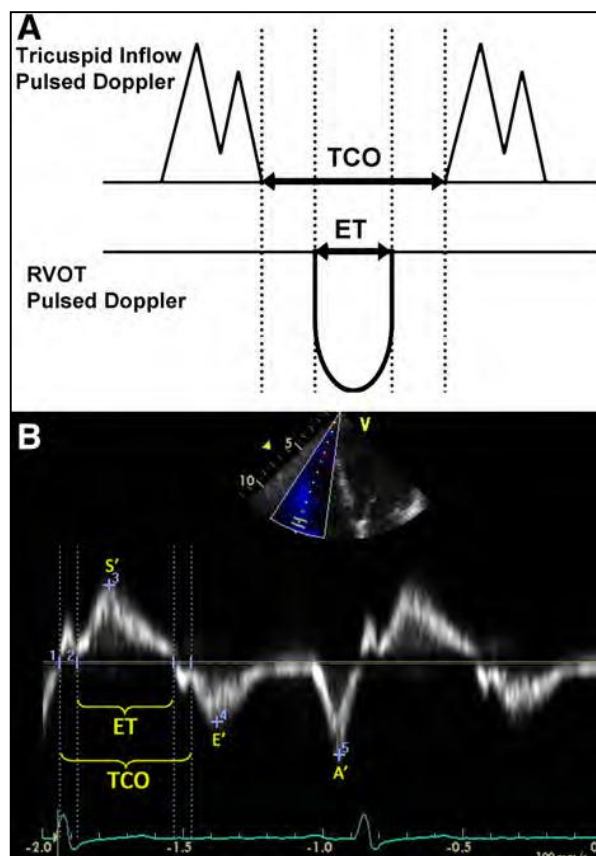 A
Tricuspid Inflow
Pulsed Doppler
TCO
ET
RVOT
Pulsed Doppler
B
V
5
10
S'
3
1 2
4
E'
ET
5
A'
TCO
-2.0 -1.5 -1.0 -0.5 0